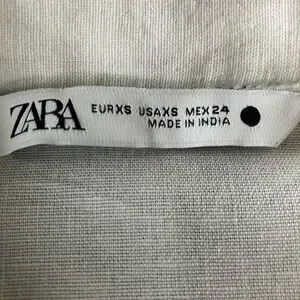 ZARA
EUR XS USA XS MEX 24
MADE IN INDIA